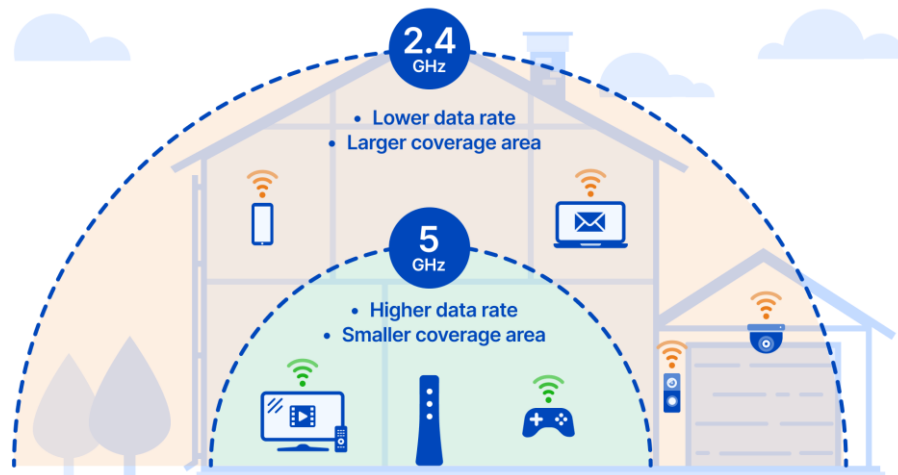 2.4
GHz
• Lower data rate
• Larger coverage area
5
GHz
• Higher data rate
• Smaller coverage area